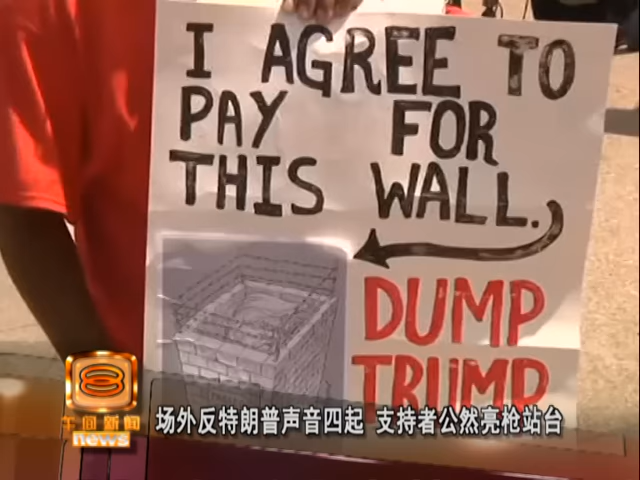 I AGREE TO
PAY FOR
THIS WALL.
DUMP
TRUMP
8
午间新闻
news
场外反特朗普声音四起 支持者公然亮枪站台